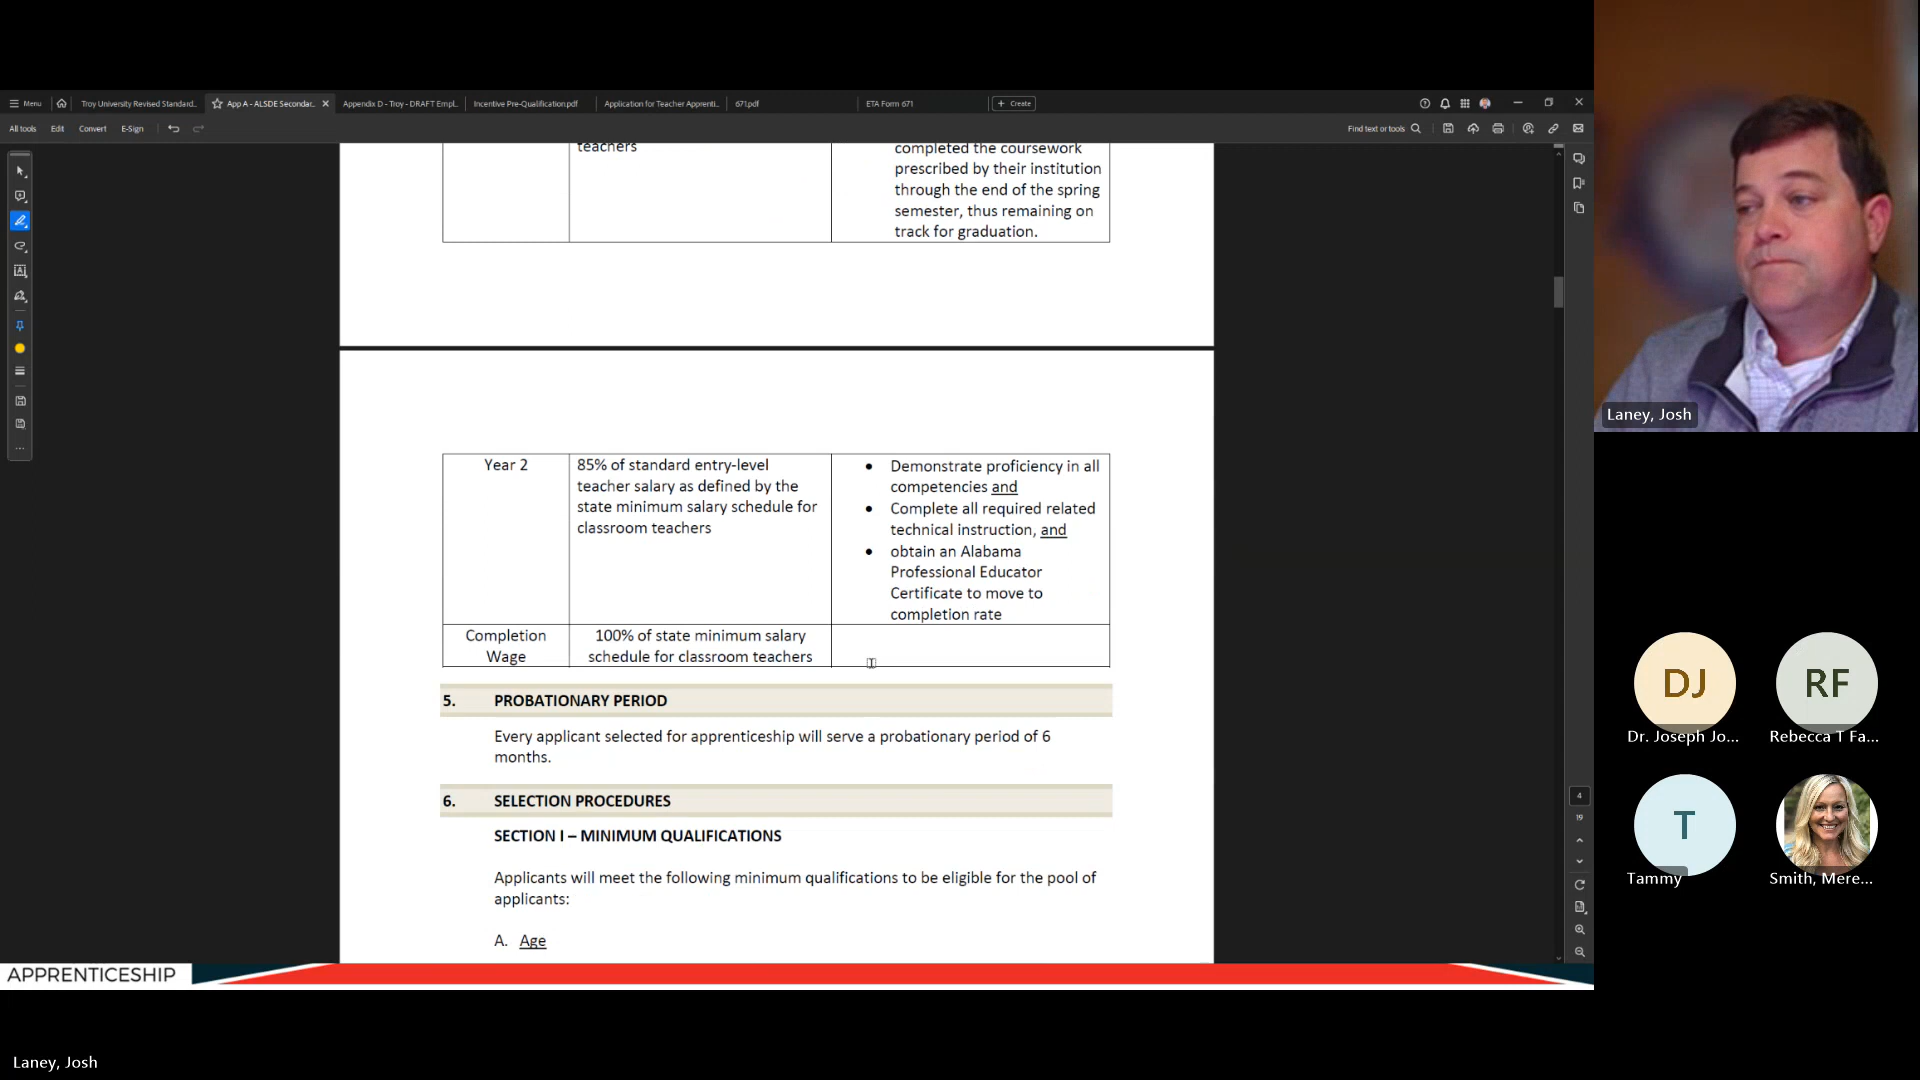 Menu
Troy University Revised Standard...
App A - ALSDE Secondar...
Appendix D - Troy - DRAFT Empl...
Incentive Pre-Qualification.pdf
Application for Teacher Apprenti...
671.pdf
ETA Form 671
+ Create
All tools
Edit
Convert
E-Sign
Find text or tools
teachers
completed the coursework
prescribed by their institution
through the end of the spring
semester, thus remaining on
track for graduation.
Year 2
85% of standard entry-level
teacher salary as defined by the
state minimum salary schedule for
classroom teachers
• Demonstrate proficiency in all
competencies and
• Complete all required related
technical instruction, and
• obtain an Alabama
Professional Educator
Certificate to move to
completion rate
Completion
Wage
100% of state minimum salary
schedule for classroom teachers
5. PROBATIONARY PERIOD
Every applicant selected for apprenticeship will serve a probationary period of 6
months.
6. SELECTION PROCEDURES
SECTION I – MINIMUM QUALIFICATIONS
Applicants will meet the following minimum qualifications to be eligible for the pool of
applicants:
A. Age
4
19
APPRENTICESHIP
Laney, Josh
DJ
Dr. Joseph Jo...
RF
Rebecca T Fa...
T
Tammy
Smith, Mere...
Laney, Josh